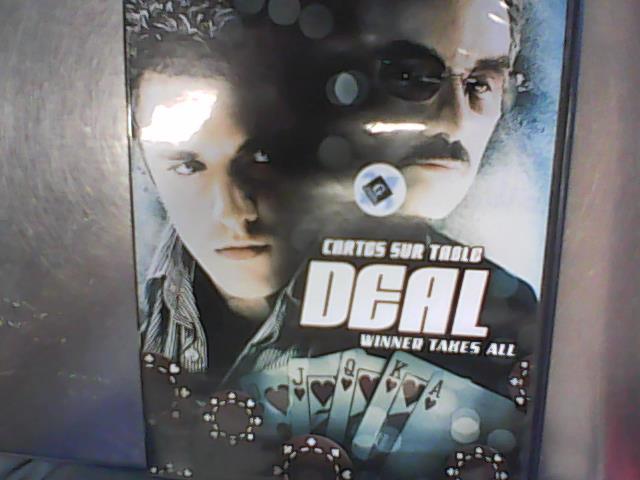 CARTES SUR TABLE
DEAL
WINNER TAKES ALL
J
Q
K
A